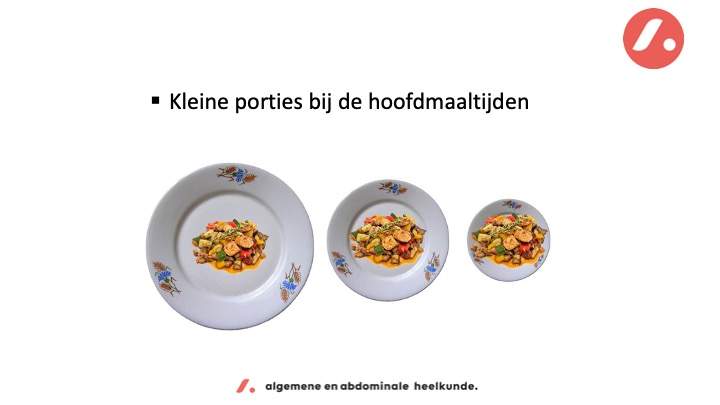 ▪ Kleine porties bij de hoofdmaaltijden
algemene en abdominale heelkunde.